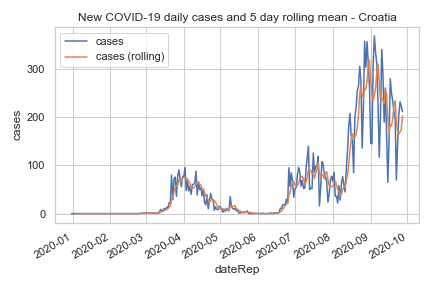 New COVID-19 daily cases and 5 day rolling mean - Croatia
cases
cases (rolling)
cases
300
200
100
0
2020-01
2020-02
2020-03
2020-04
2020-05
2020-06
2020-07
2020-08
2020-09
2020-10
dateRep